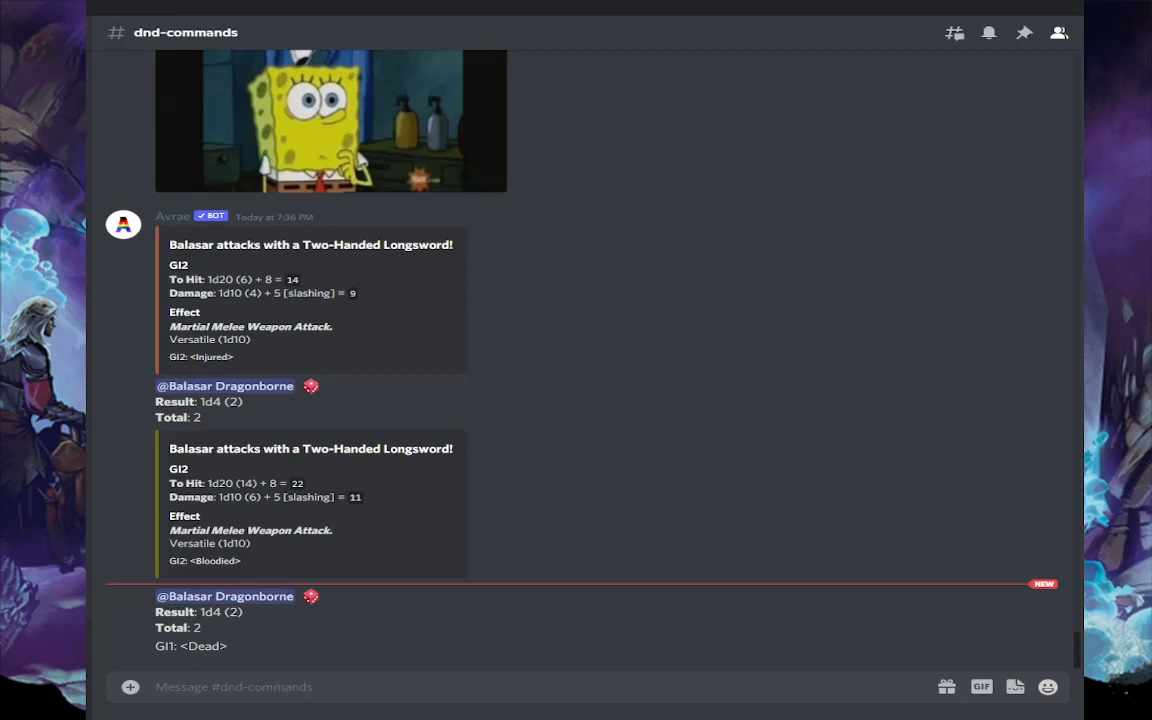 # dnd-commands
A
Avrae ✓ BOT Today at 7:36 PM
Balasar attacks with a Two-Handed Longsword!
GI2
To Hit: 1d20 (6) + 8 = 14
Damage: 1d10 (4) + 5 [slashing] = 9
Effect
Martial Melee Weapon Attack.
Versatile (1d10)
GI2: <Injured>
@Balasar Dragonborne
Result: 1d4 (2)
Total: 2
Balasar attacks with a Two-Handed Longsword!
GI2
To Hit: 1d20 (14) + 8 = 22
Damage: 1d10 (6) + 5 [slashing] = 11
Effect
Martial Melee Weapon Attack.
Versatile (1d10)
GI2: <Bloodied>
NEW
@Balasar Dragonborne
Result: 1d4 (2)
Total: 2
GI1: <Dead>
Message #dnd-commands
GIF